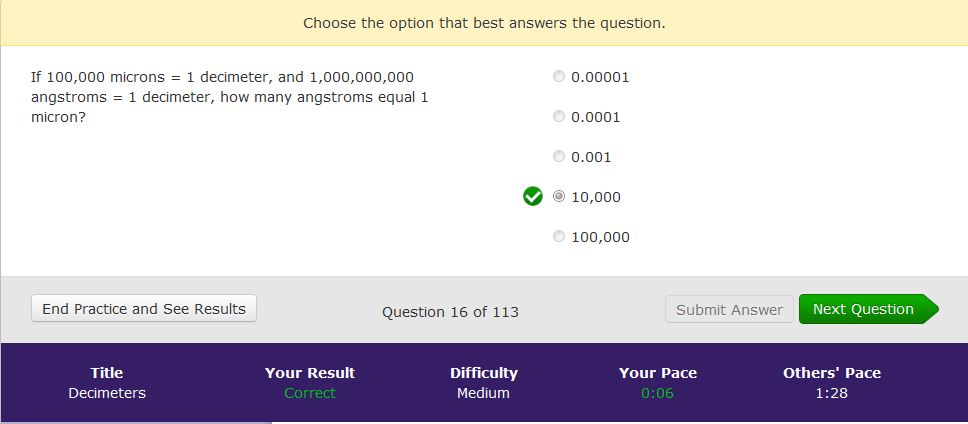 Choose the option that best answers the question.
If 100,000 microns = 1 decimeter, and 1,000,000,000
angstroms = 1 decimeter, how many angstroms equal 1
micron?
0.00001
0.0001
0.001
10,000
100,000
End Practice and See Results
Question 16 of 113
Submit Answer
Next Question
Title
Your Result
Difficulty
Your Pace
Others' Pace
Decimeters
Correct
Medium
0:06
1:28